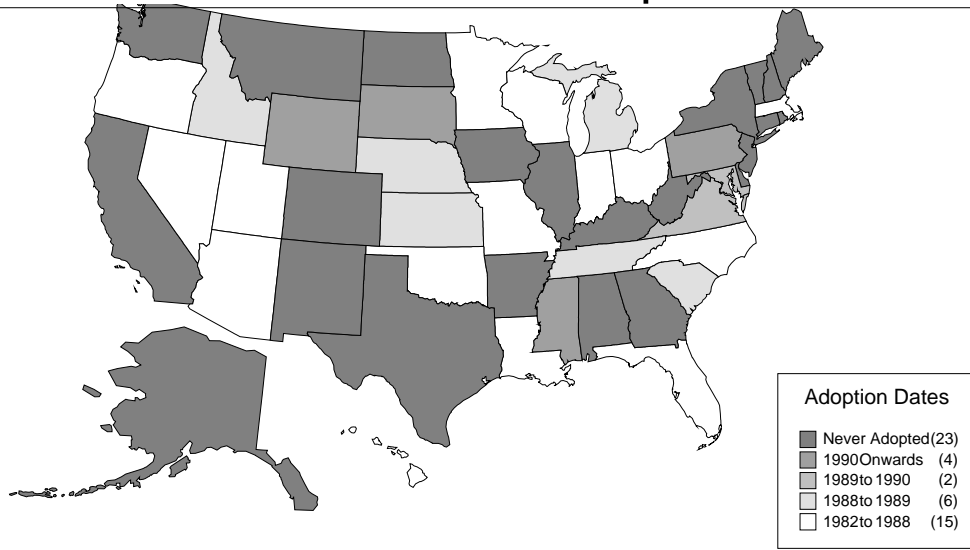 Adoption Dates
Never Adopted(23)
1990Onwards (4)
1989to 1990 (2)
1988to 1989 (6)
1982to 1988 (15)